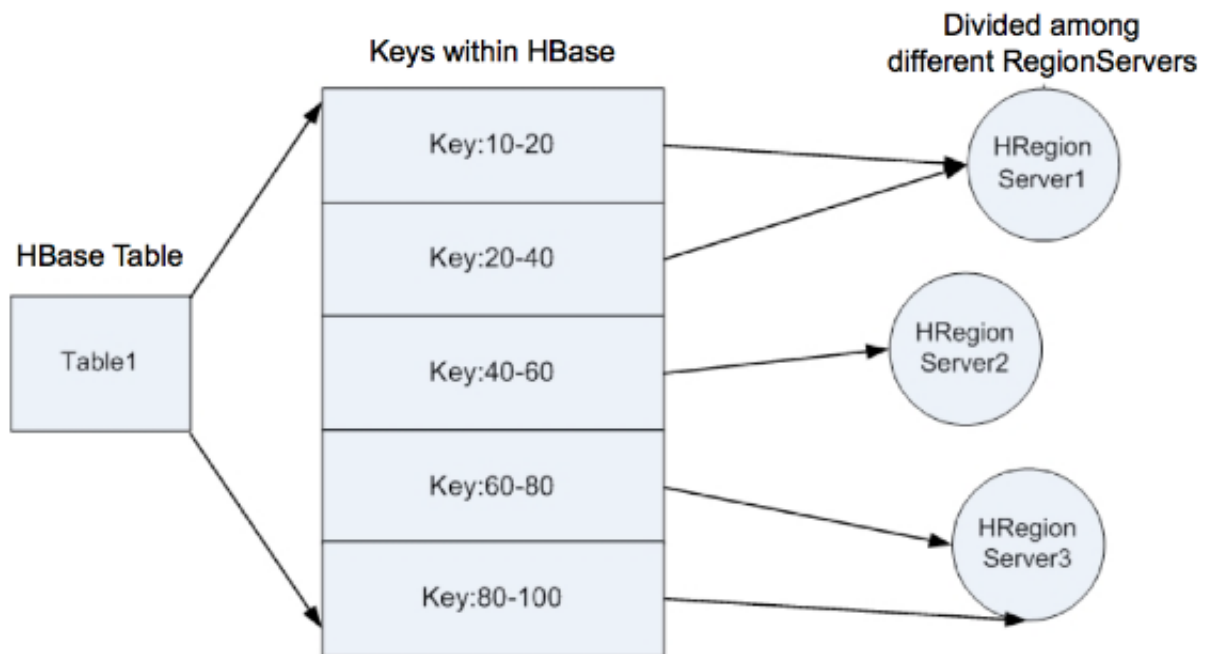 Divided among
different RegionServers
Keys within HBase
HBase Table
Table1
Key:10-20
Key:20-40
Key:40-60
Key:60-80
Key:80-100
HRegion
Server1
HRegion
Server2
HRegion
Server3